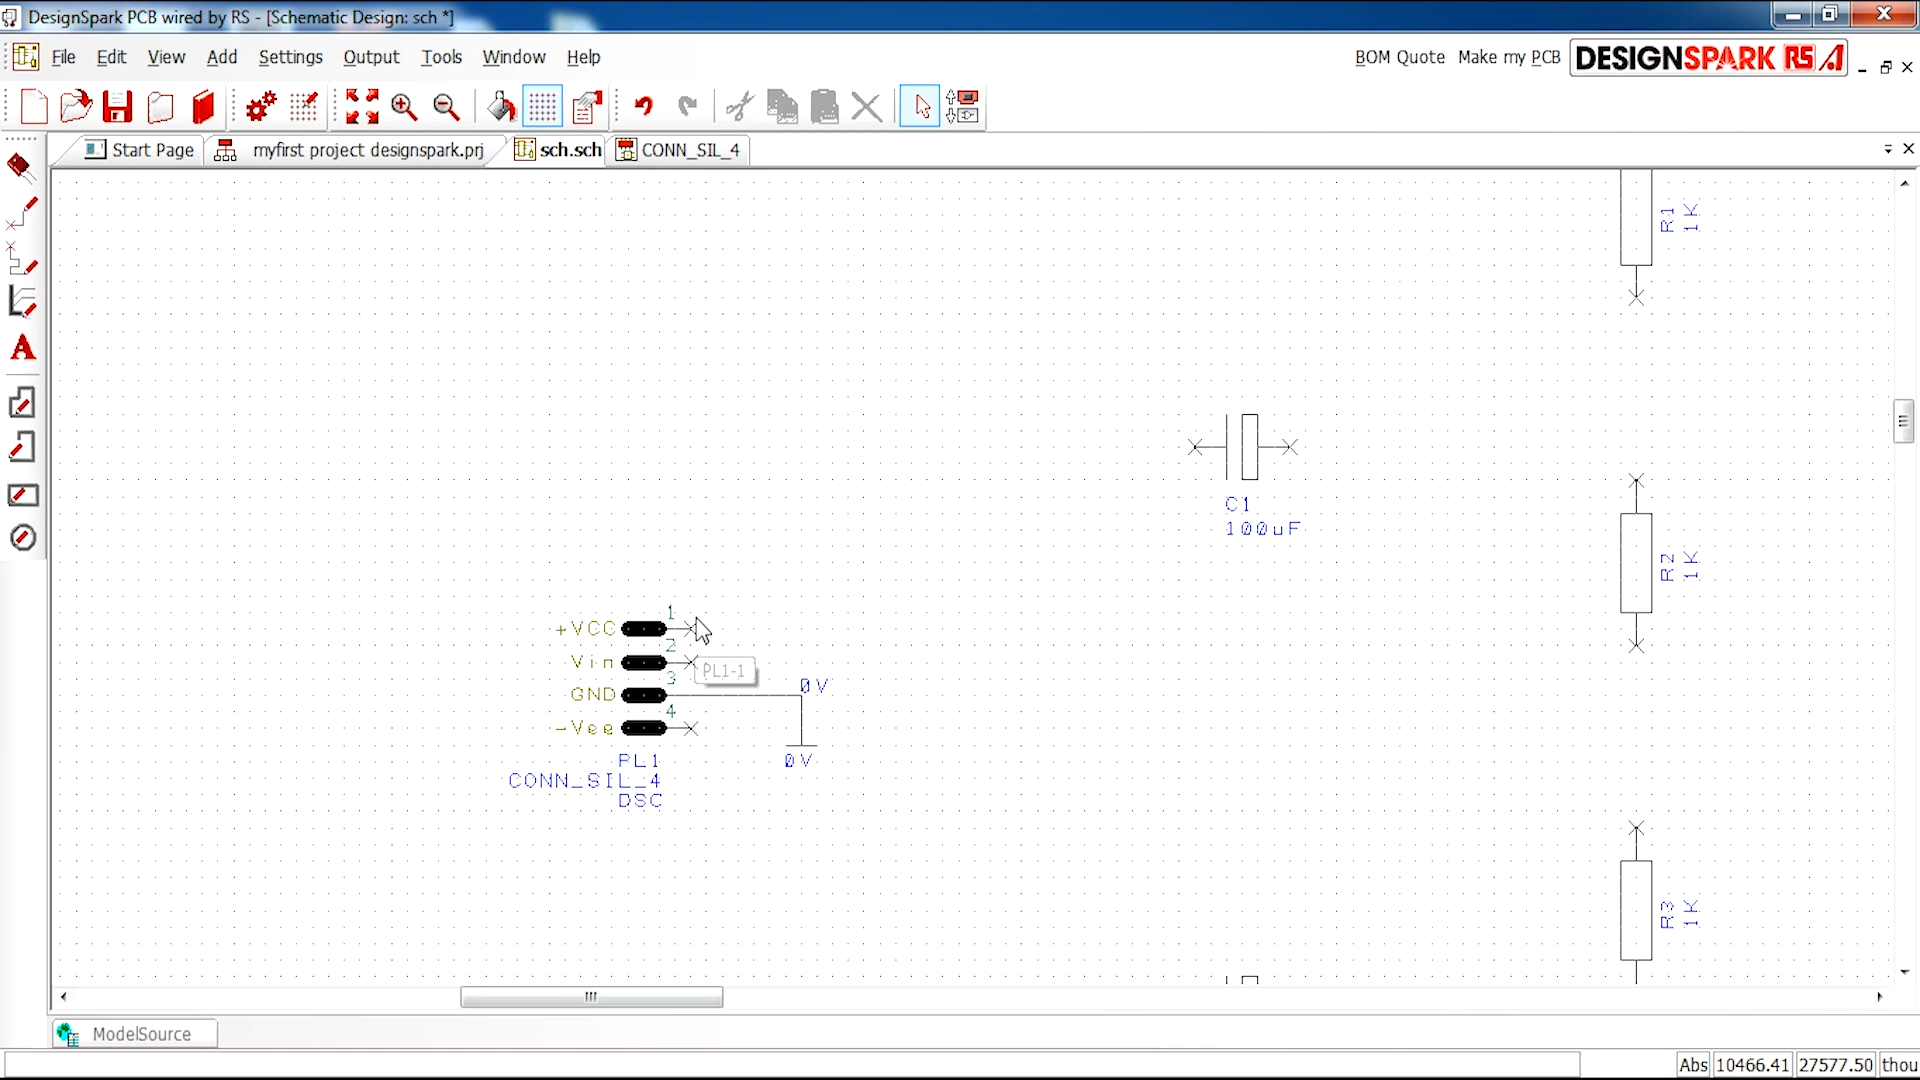 DesignSpark PCB wired by RS - [Schematic Design: sch *]
File Edit View Add Settings Output Tools Window Help
BOM Quote Make my PCB DESIGNSPARK RS
Start Page myfirst project designspark.prj sch.sch CONN_SIL_4
R1
1K
C1
100uF
R2
1K
1
+VCC
2
Vin
PL1-1
3
GND
0V
4
-Vee
0V
PL1
CONN_SIL_4
DSC
R3
1K
ModelSource
Abs 10466.41 27577.50 thou